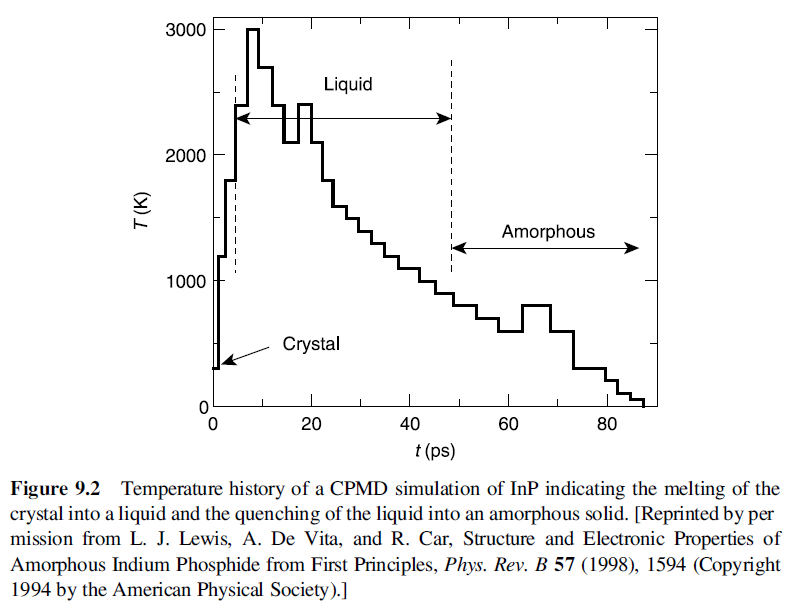 3000
Liquid
2000
T (K)
Amorphous
1000
Crystal
0
0 20 40 60 80
t (ps)
Figure 9.2 Temperature history of a CPMD simulation of InP indicating the melting of the
crystal into a liquid and the quenching of the liquid into an amorphous solid. [Reprinted by per
mission from L. J. Lewis, A. De Vita, and R. Car, Structure and Electronic Properties of
Amorphous Indium Phosphide from First Principles, Phys. Rev. B 57 (1998), 1594 (Copyright
1994 by the American Physical Society).]